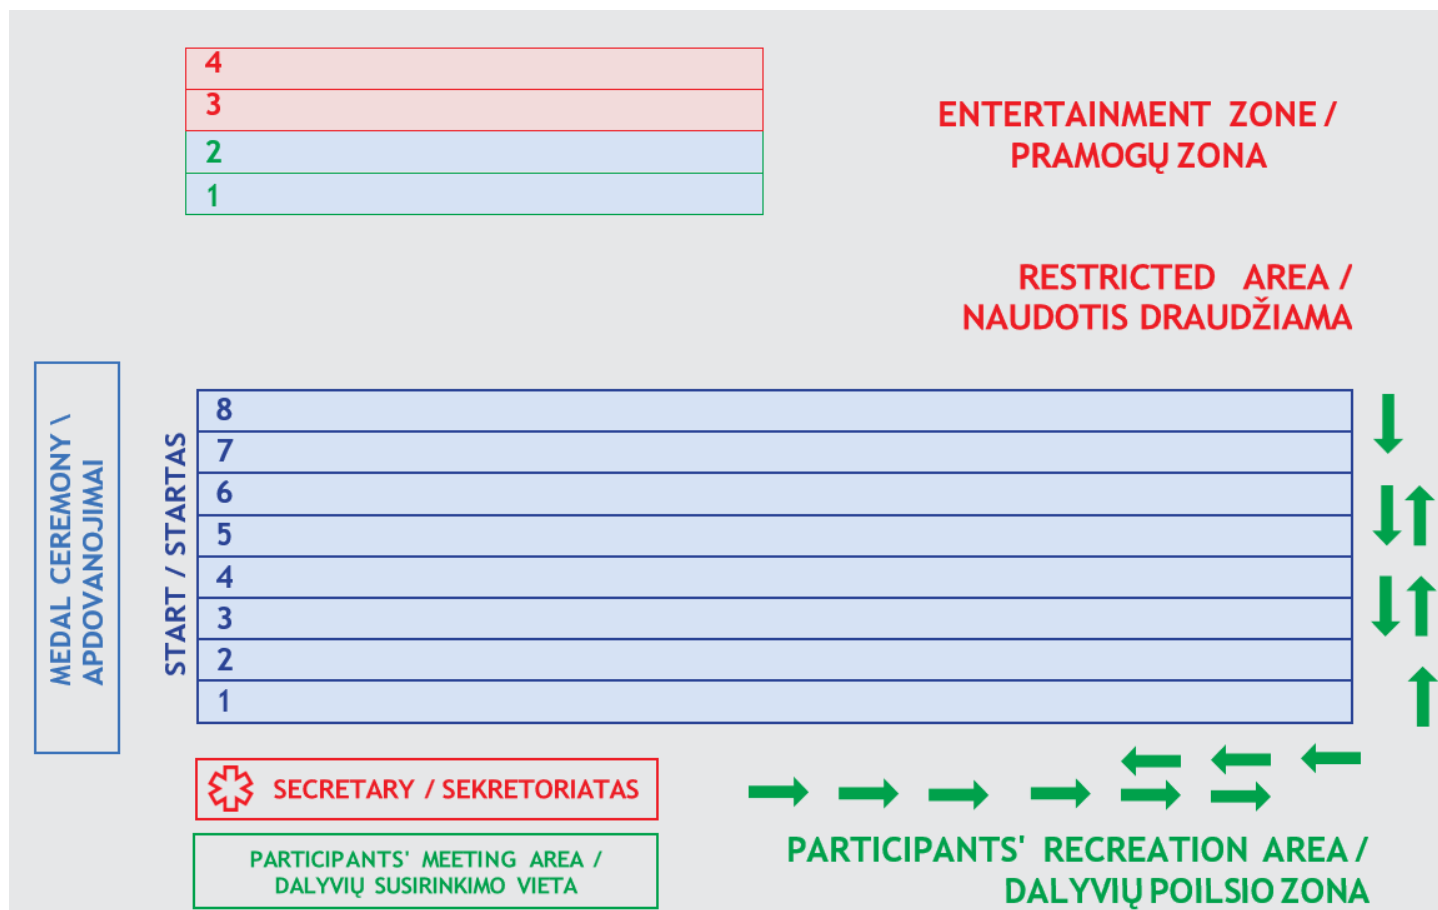 4
3
2
1
ENTERTAINMENT ZONE /
PRAMOGŲ ZONA
RESTRICTED AREA /
NAUDOTIS DRAUDŽIAMA
MEDAL CEREMONY \
APDOVANOJIMAI
START / STARTAS
8
7
6
5
4
3
2
1
SECRETARY / SEKRETORIATAS
PARTICIPANTS' MEETING AREA /
DALYVIŲ SUSIRINKIMO VIETA
PARTICIPANTS' RECREATION AREA /
DALYVIŲ POILSIO ZONA